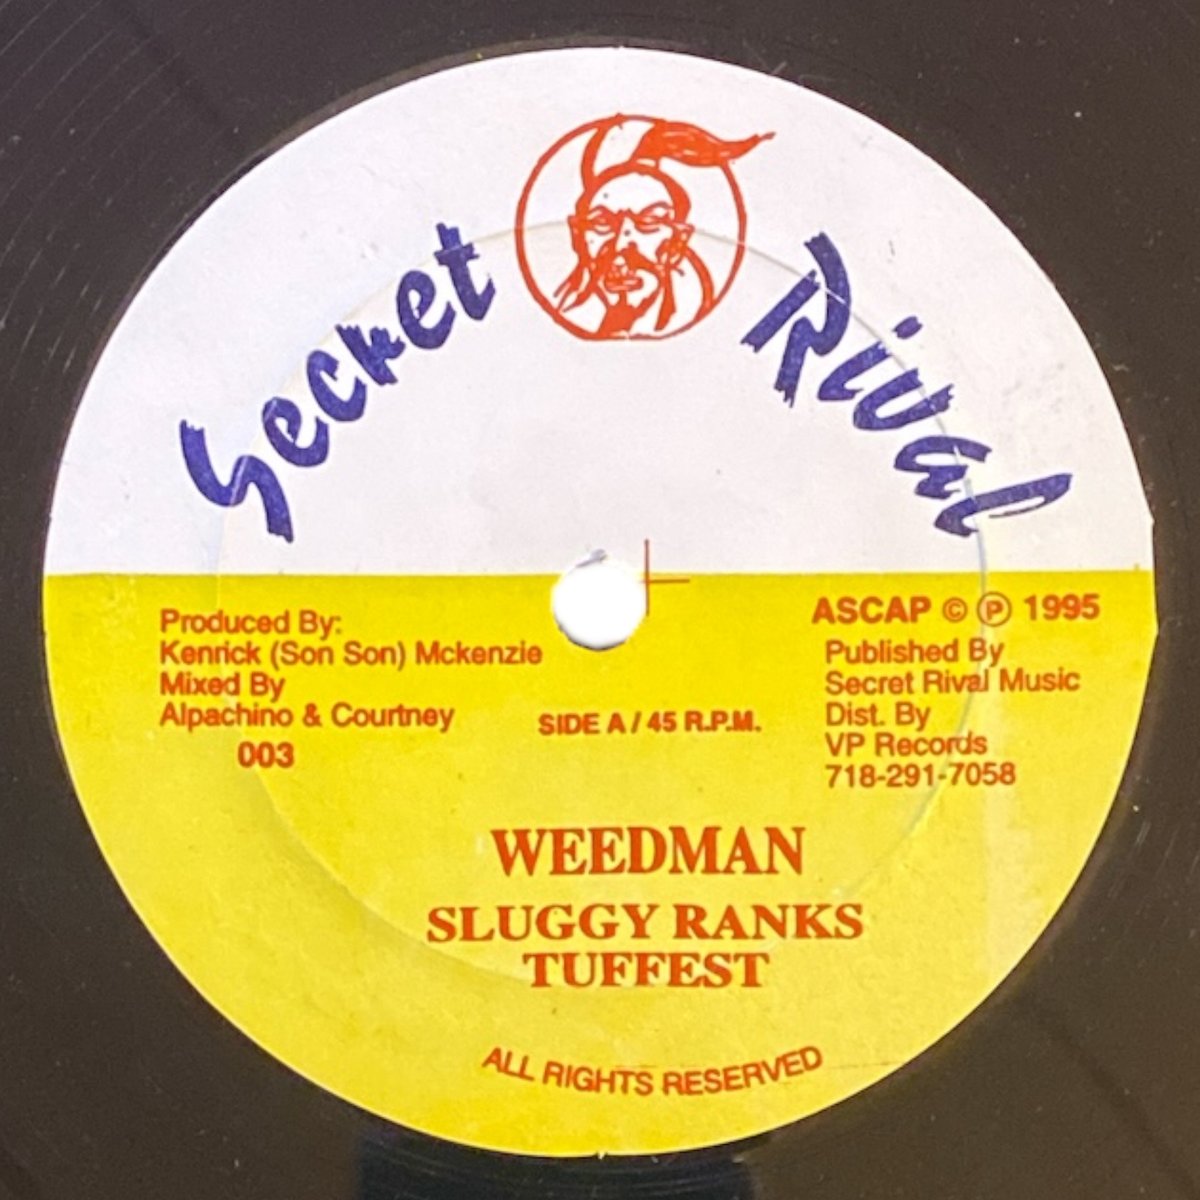 Secret Rival
Produced By:
Kenrick (Son Son) Mckenzie
Mixed By
Alpachino & Courtney
003
SIDE A / 45 R.P.M.
ASCAP © ℗ 1995
Published By
Secret Rival Music
Dist. By
VP Records
718-291-7058
WEEDMAN
SLUGGY RANKS
TUFFEST
ALL RIGHTS RESERVED